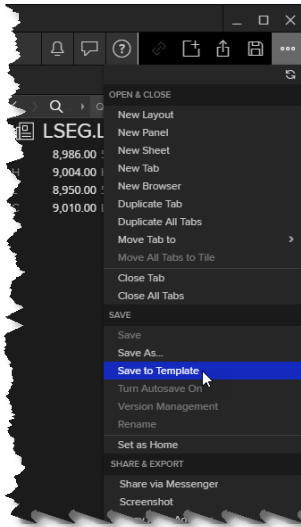 LSEG.L
8,986.00
9,004.00
8,950.00
9,010.00
OPEN & CLOSE
New Layout
New Panel
New Sheet
New Tab
New Browser
Duplicate Tab
Duplicate All Tabs
Move Tab to
Move All Tabs to Tile
Close Tab
Close All Tabs
SAVE
Save
Save As...
Save to Template
Turn Autosave On
Version Management
Rename
Set as Home
SHARE & EXPORT
Share via Messenger
Screenshot